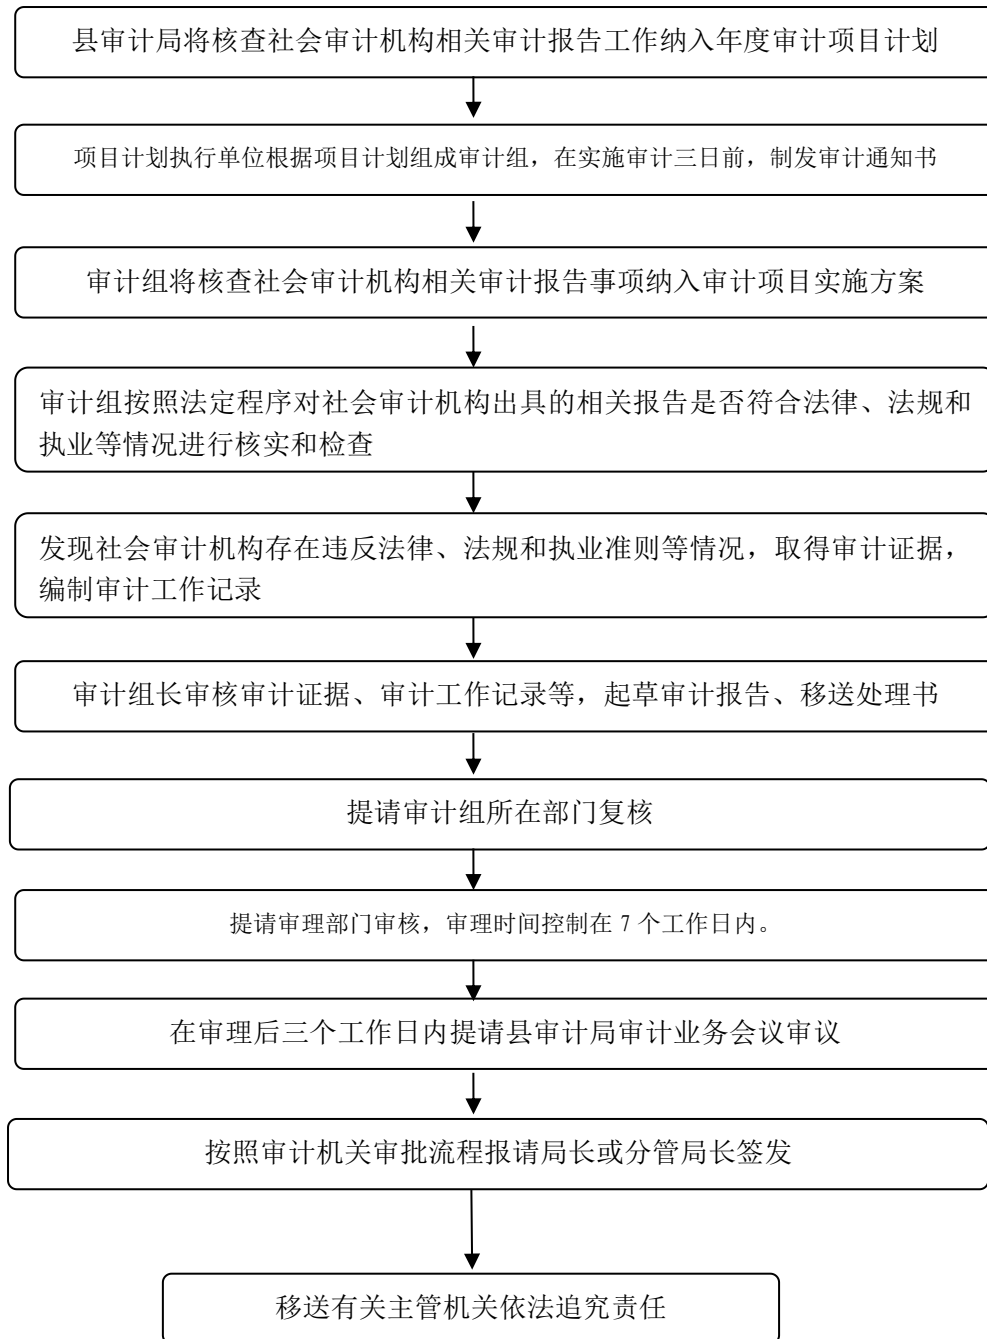 县审计局将核查社会审计机构相关审计报告工作纳入年度审计项目计划
项目计划执行单位根据项目计划组成审计组，在实施审计三日前，制发审计通知书
审计组将核查社会审计机构相关审计报告事项纳入审计项目实施方案
审计组按照法定程序对社会审计机构出具的相关报告是否符合法律、法规和
执业等情况进行核实和检查
发现社会审计机构存在违反法律、法规和执业准则等情况，取得审计证据，
编制审计工作记录
审计组长审核审计证据、审计工作记录等，起草审计报告、移送处理书
提请审计组所在部门复核
提请审理部门审核，审理时间控制在 7 个工作日内。
在审理后三个工作日内提请县审计局审计业务会议审议
按照审计机关审批流程报请局长或分管局长签发
移送有关主管机关依法追究责任